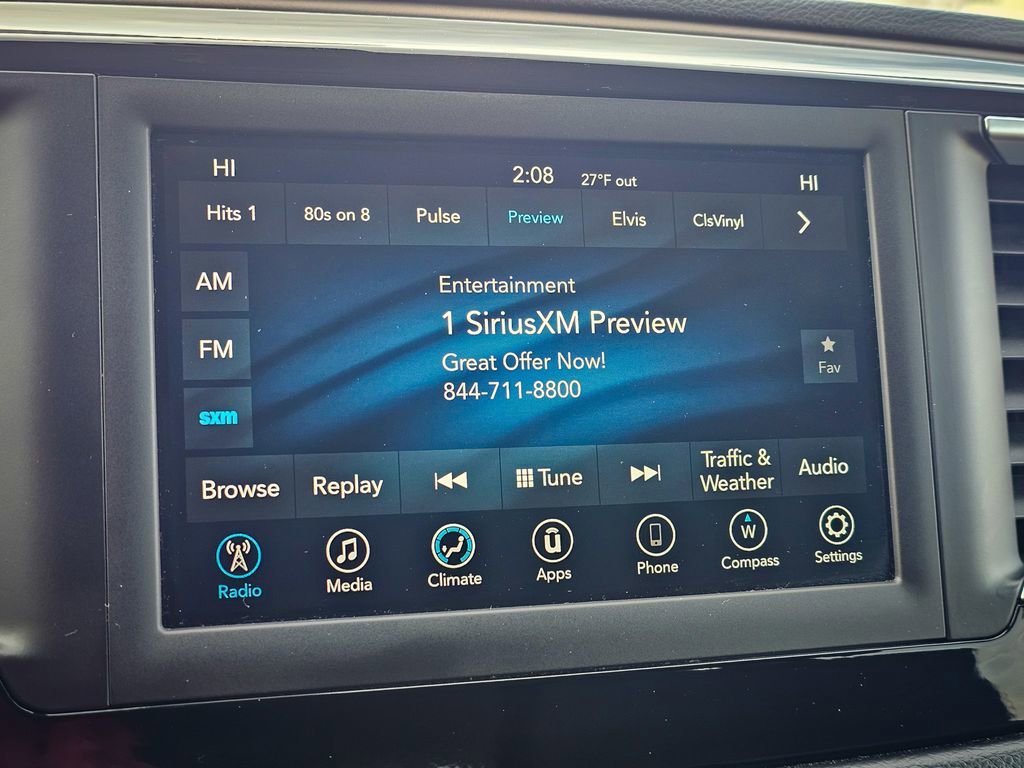 HI 2:08 27°F out HI
Hits 1 80s on 8 Pulse Preview Elvis ClsVinyl
AM
FM
sxm
Entertainment
1 SiriusXM Preview
Great Offer Now!
844-711-8800
Fav
Browse Replay Tune Traffic & Weather Audio
Radio Media Climate Apps Phone Compass Settings
u
W